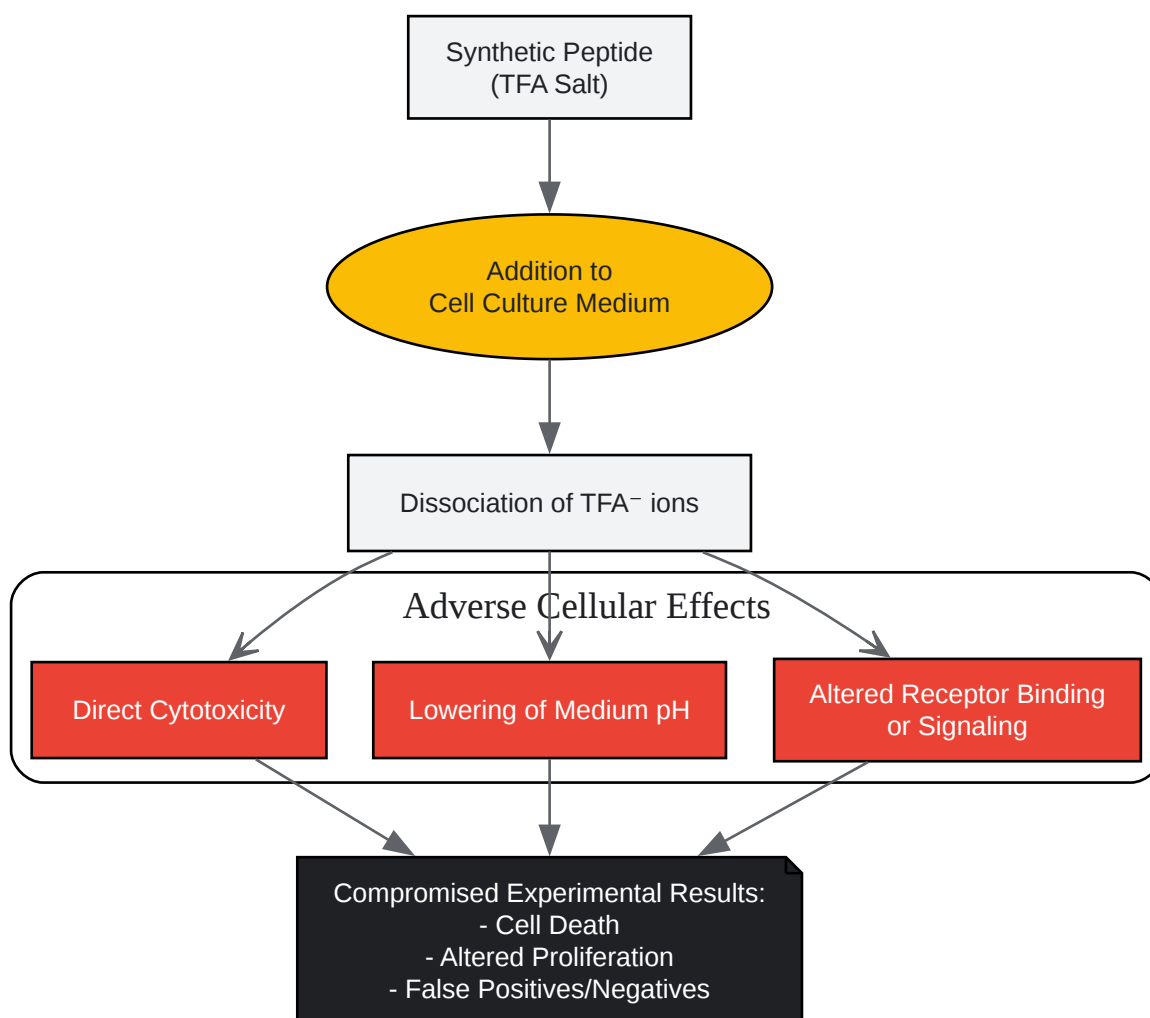 Synthetic Peptide
(TFA Salt)
Addition to
Cell Culture Medium
Dissociation of TFA⁻ ions
Adverse Cellular Effects
Direct Cytotoxicity
Lowering of Medium pH
Altered Receptor Binding
or Signaling
Compromised Experimental Results:
- Cell Death
- Altered Proliferation
- False Positives/Negatives